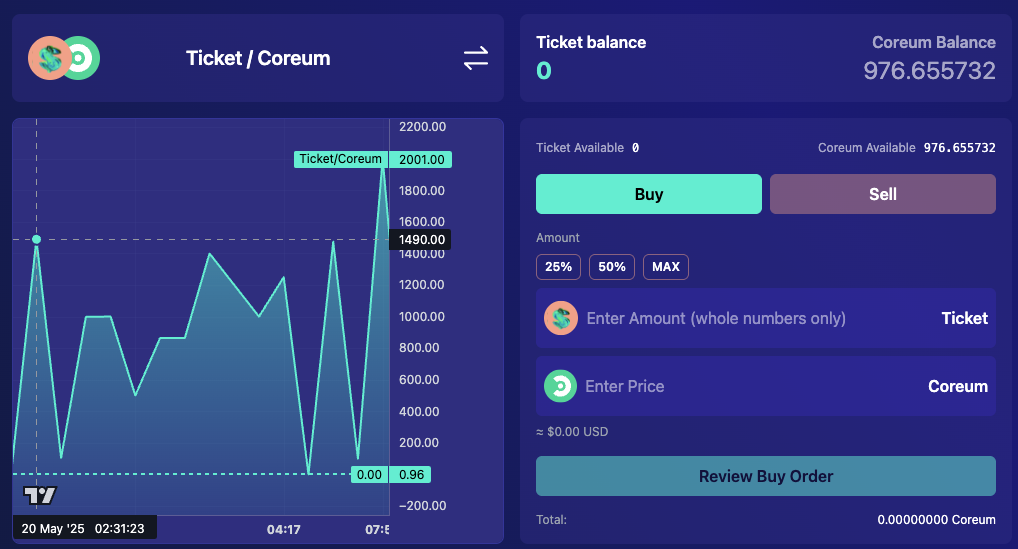 Ticket / Coreum
Ticket balance
0
Coreum Balance
976.655732
2200.00
Ticket/Coreum 2001.00
1800.00
1600.00
1490.00
1400.00
1200.00
1000.00
800.00
600.00
400.00
200.00
0.00 0.96
−200.00
20 May '25 02:31:23
04:17
Ticket Available 0
Coreum Available 976.655732
Buy
Sell
Amount
25%
50%
MAX
Enter Amount (whole numbers only) Ticket
Enter Price Coreum
≈ $0.00 USD
Review Buy Order
Total: 0.00000000 Coreum